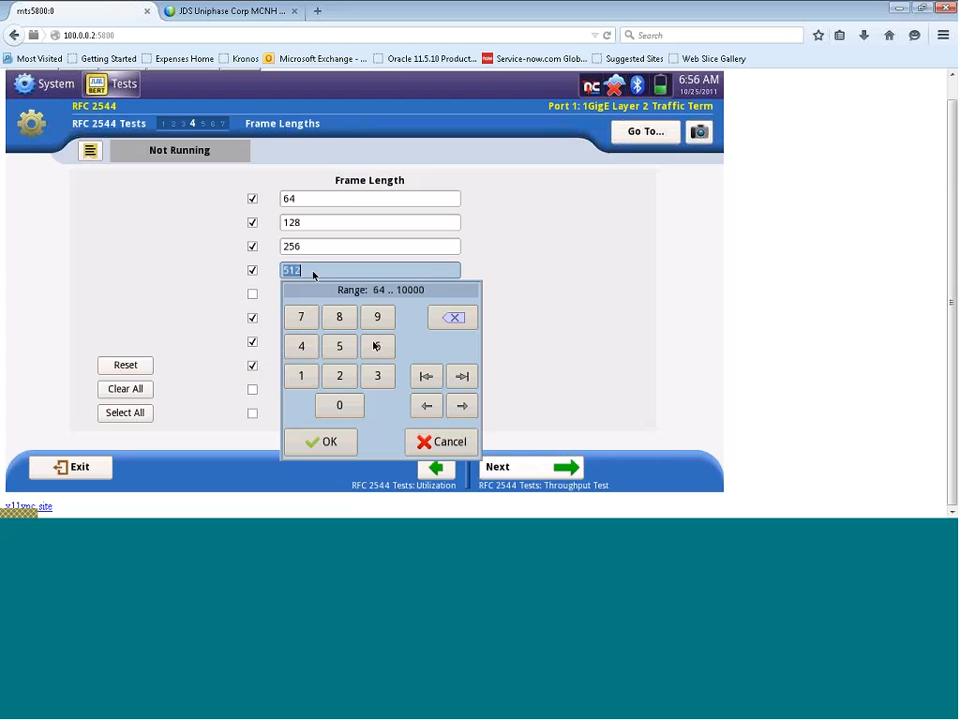 mts5800:0
JDS Uniphase Corp MCNH ...
100.0.0.2:5800
Search
Most Visited
Getting Started
Expenses Home
Kronos
Microsoft Exchange - ...
Oracle 11.5.10 Product...
Service-now.com Glob...
Suggested Sites
Web Slice Gallery
System
Tests
6:56 AM
10/25/2011
RFC 2544
Port 1: 1GigE Layer 2 Traffic Term
RFC 2544 Tests
1 2 3 4 5 6 7
Frame Lengths
Go To...
Not Running
Frame Length
64
128
256
512
Range: 64 .. 10000
7 8 9
4 5 6
1 2 3
0
OK
Cancel
Reset
Clear All
Select All
Exit
Next
RFC 2544 Tests: Utilization
RFC 2544 Tests: Throughput Test
x11vnc site